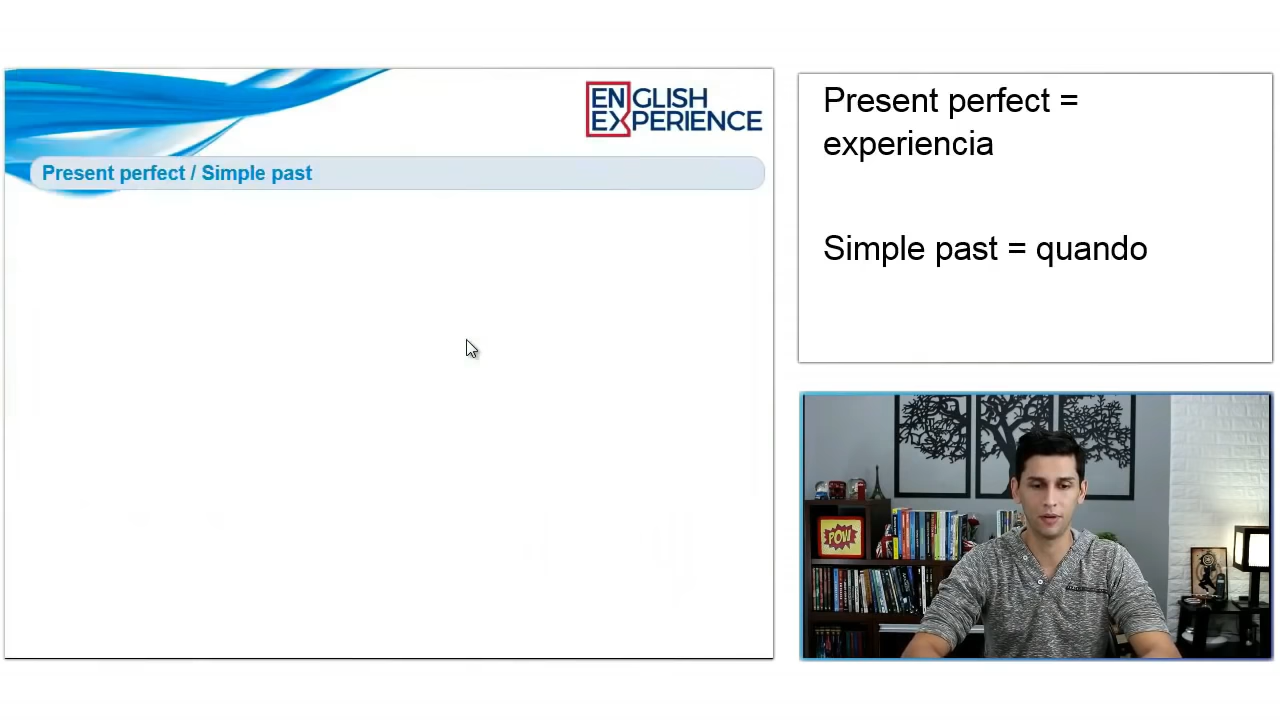 ENGLISH
EXPERIENCE
Present perfect / Simple past
Present perfect =
experiencia
Simple past = quando
POW!